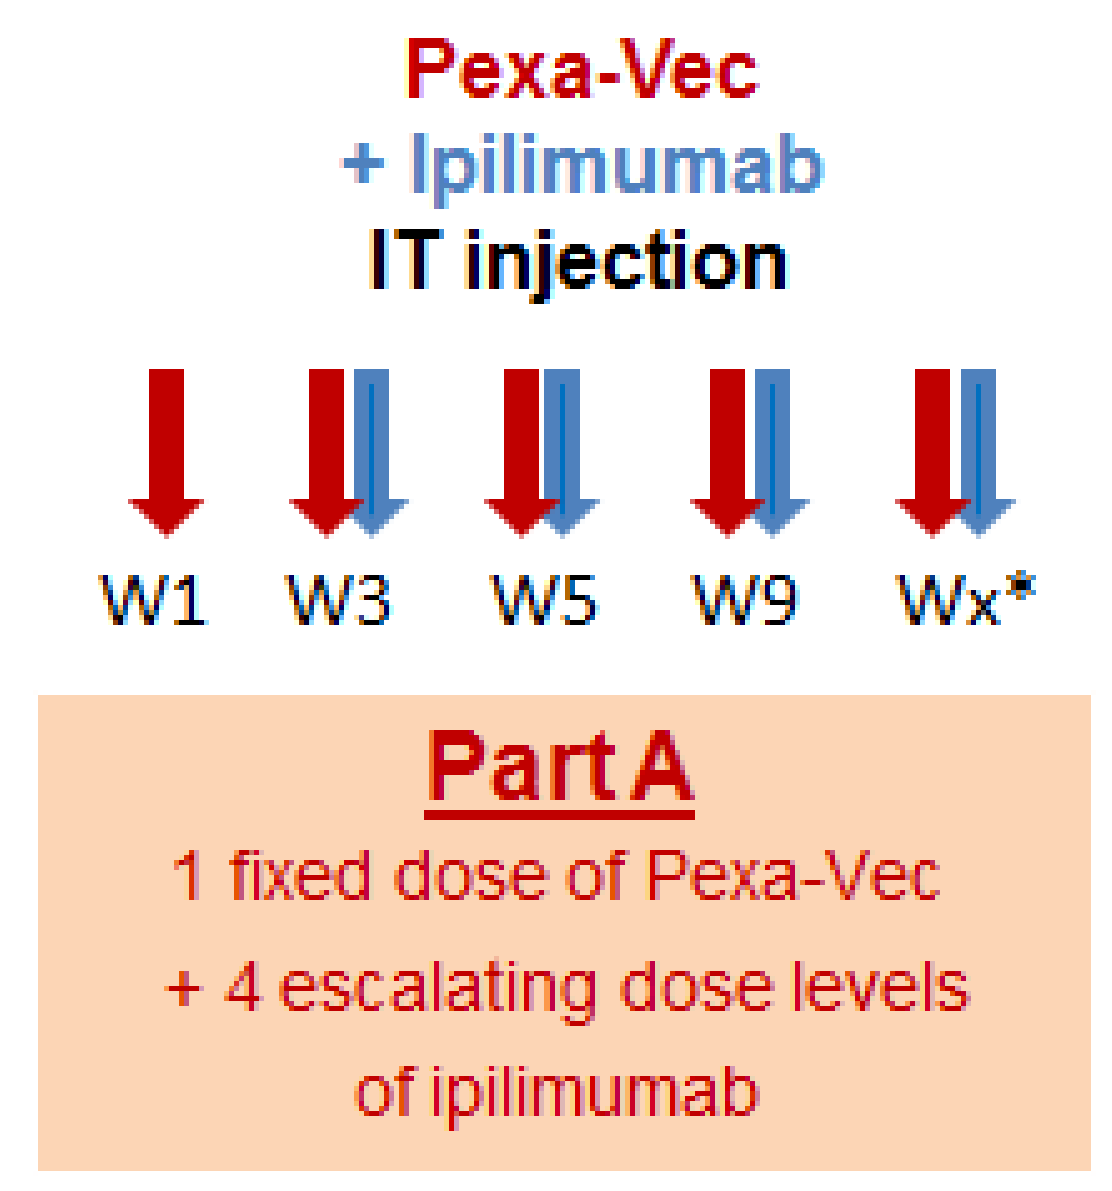 Pexa-Vec
+ Ipilimumab
IT injection
W1 W3 W5 W9 Wx*
Part A
1 fixed dose of Pexa-Vec
+ 4 escalating dose levels
of ipilimumab